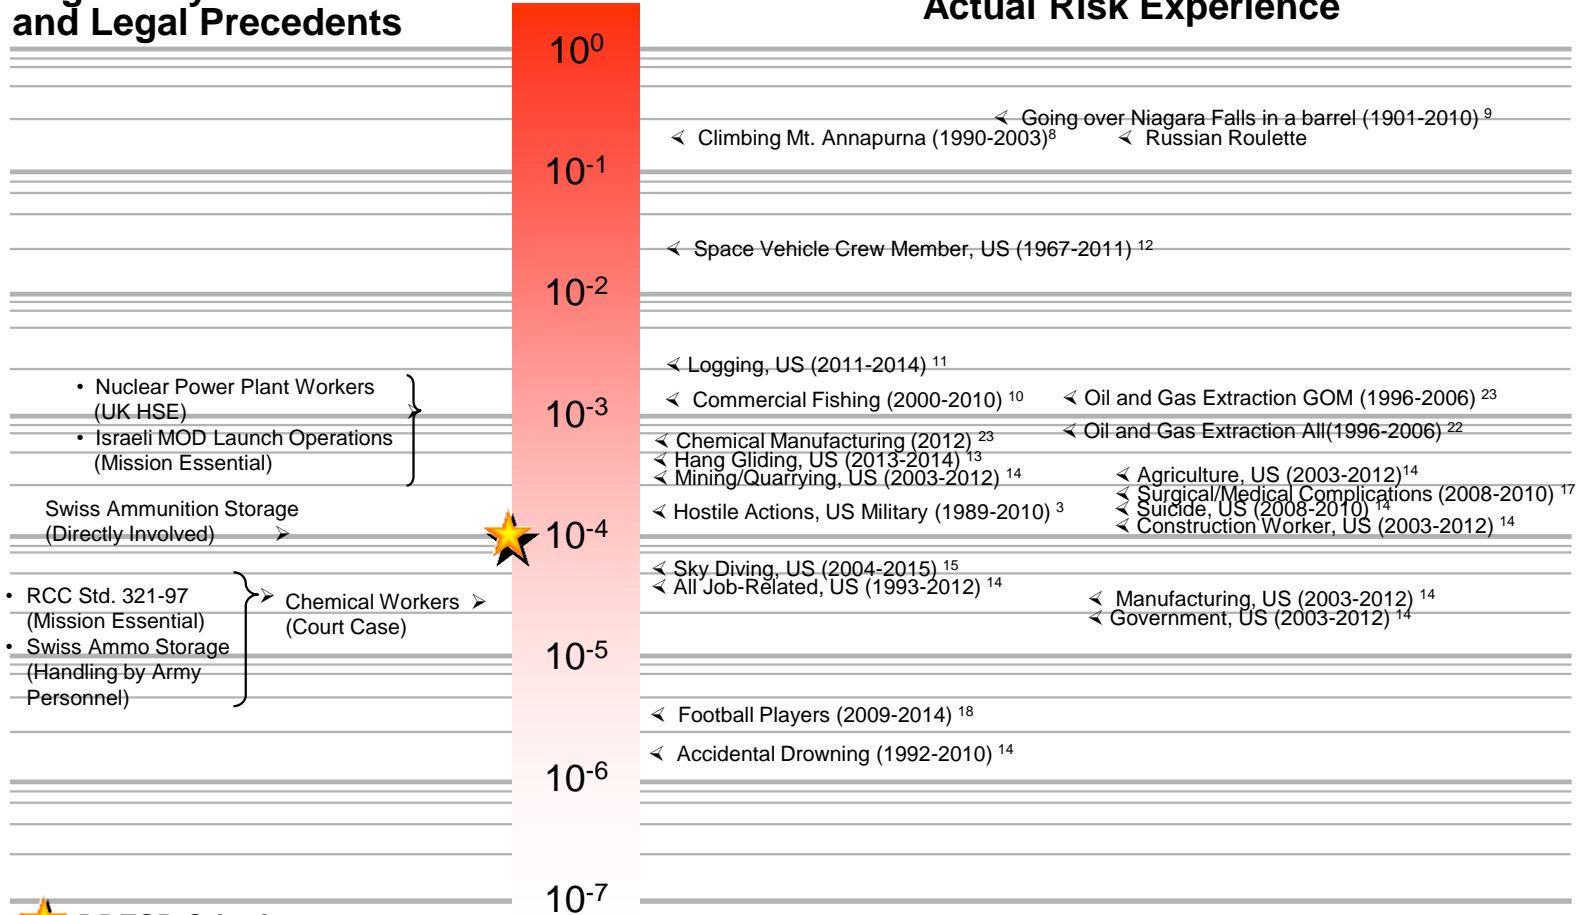 and Legal Precedents
Actual Risk Experience
10⁰
10⁻¹
10⁻²
10⁻³
10⁻⁴
10⁻⁵
10⁻⁶
10⁻⁷
• Nuclear Power Plant Workers
(UK HSE)
• Israeli MOD Launch Operations
(Mission Essential)
Swiss Ammunition Storage
(Directly Involved)
• RCC Std. 321-97
(Mission Essential)
• Swiss Ammo Storage
(Handling by Army
Personnel)
Chemical Workers
(Court Case)
Going over Niagara Falls in a barrel (1901-2010) ⁹
Climbing Mt. Annapurna (1990-2003)⁸
Russian Roulette
Space Vehicle Crew Member, US (1967-2011) ¹²
Logging, US (2011-2014) ¹¹
Commercial Fishing (2000-2010) ¹⁰
Oil and Gas Extraction GOM (1996-2006) ²³
Oil and Gas Extraction All(1996-2006) ²²
Chemical Manufacturing (2012) ²³
Hang Gliding, US (2013-2014) ¹³
Mining/Quarrying, US (2003-2012) ¹⁴
Agriculture, US (2003-2012)¹⁴
Surgical/Medical Complications (2008-2010) ¹⁷
Suicide, US (2008-2010) ¹⁴
Construction Worker, US (2003-2012) ¹⁴
Hostile Actions, US Military (1989-2010) ³
Sky Diving, US (2004-2015) ¹⁵
All Job-Related, US (1993-2012) ¹⁴
Manufacturing, US (2003-2012) ¹⁴
Government, US (2003-2012) ¹⁴
Football Players (2009-2014) ¹⁸
Accidental Drowning (1992-2010) ¹⁴